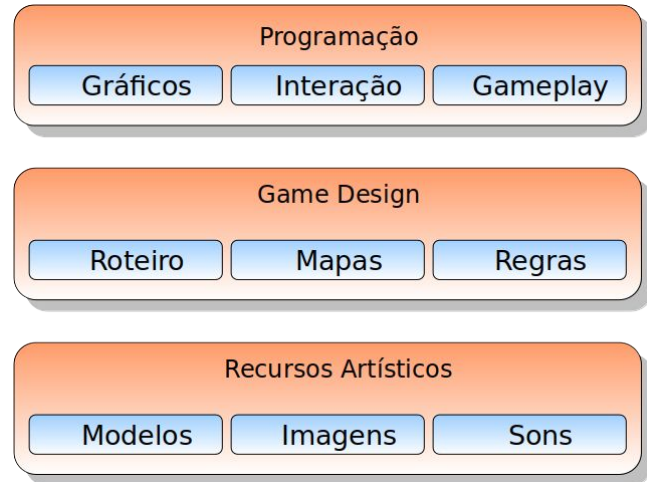 Programação
Gráficos Interação Gameplay
Game Design
Roteiro Mapas Regras
Recursos Artísticos
Modelos Imagens Sons